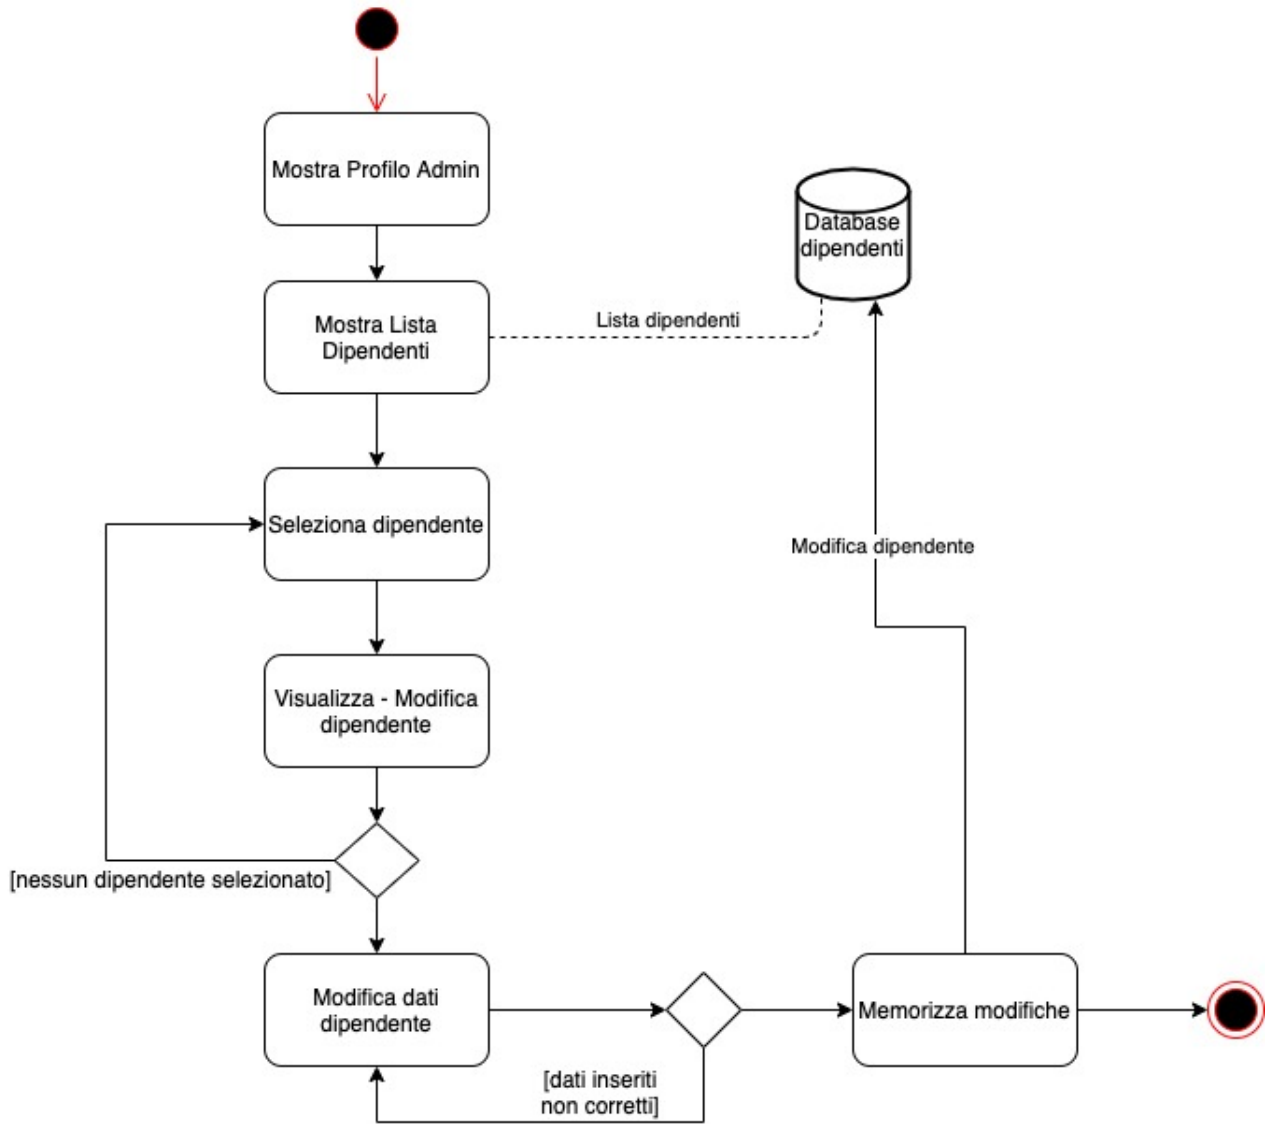 Mostra Profilo Admin
Database
dipendenti
Mostra Lista
Dipendenti
Lista dipendenti
Seleziona dipendente
Modifica dipendente
Visualizza - Modifica
dipendente
[nessun dipendente selezionato]
Modifica dati
dipendente
Memorizza modifiche
[dati inseriti
non corretti]